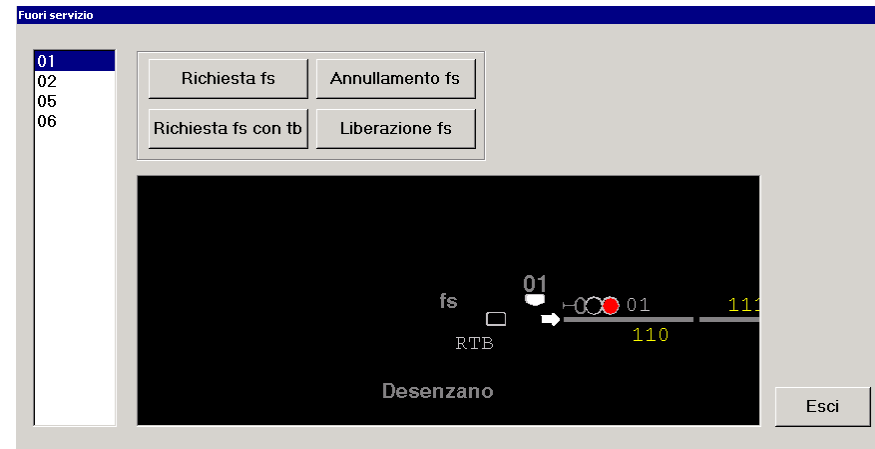 Fuori servizio
01
02
05
06
Richiesta fs
Annullamento fs
Richiesta fs con tb
Liberazione fs
01
fs
01
111
RTB
110
Desenzano
Esci